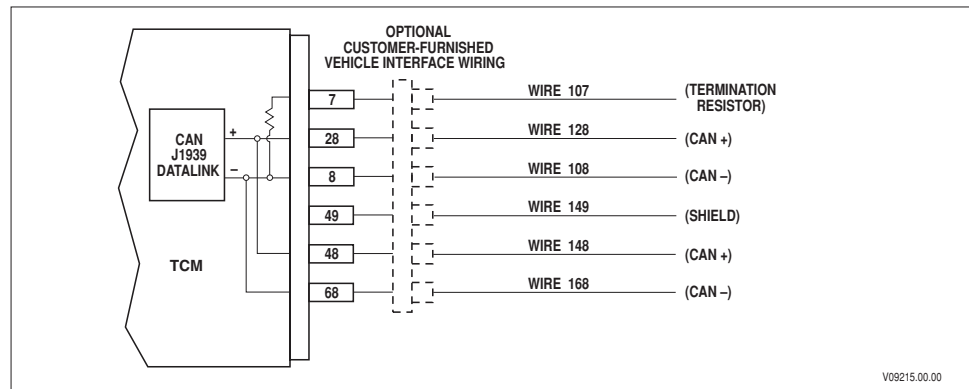 OPTIONAL
CUSTOMER-FURNISHED
VEHICLE INTERFACE WIRING
7
WIRE 107
(TERMINATION
RESISTOR)
CAN
J1939
DATALINK
+
–
28
WIRE 128
(CAN +)
8
WIRE 108
(CAN –)
49
WIRE 149
(SHIELD)
TCM
48
WIRE 148
(CAN +)
68
WIRE 168
(CAN –)
V09215.00.00